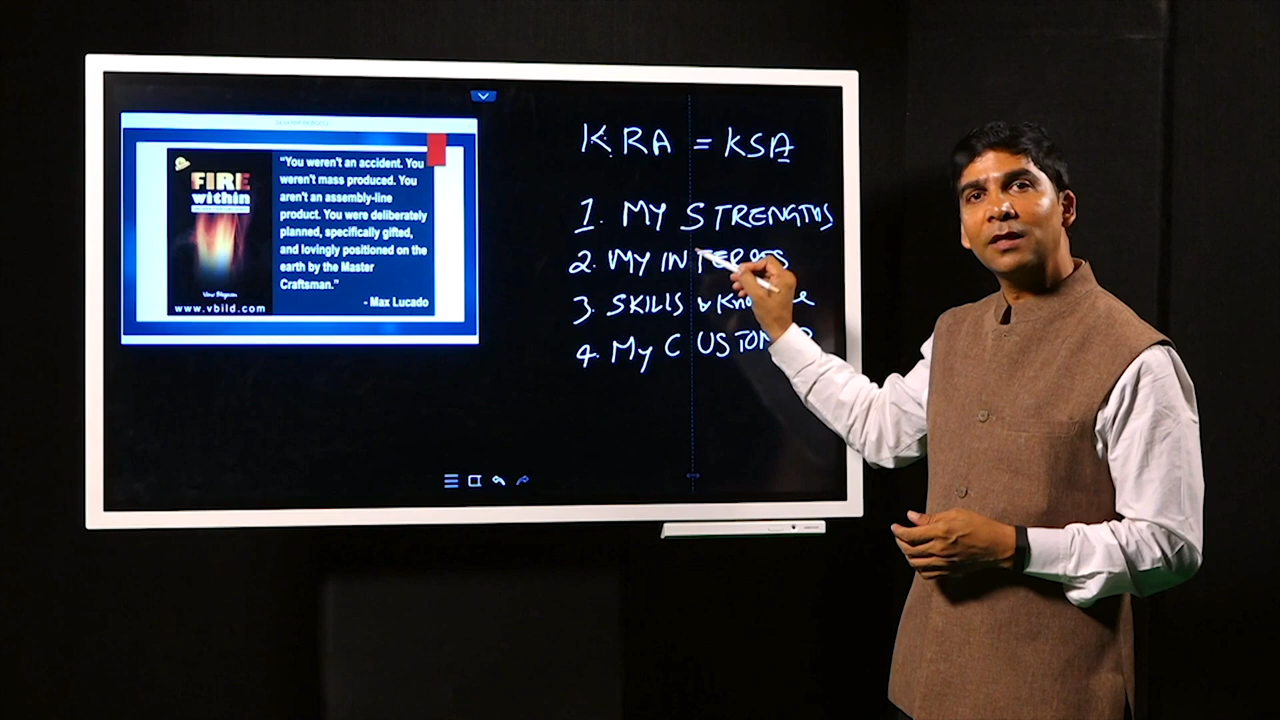 FIRE
within
www.vbild.com
"You weren't an accident. You
weren't mass produced. You
aren't an assembly-line
product. You were deliberately
planned, specifically gifted,
and lovingly positioned on the
earth by the Master
Craftsman."
- Max Lucado
KRA = KSA
1. MY STRENGTHS
2. MY
3. SKILLS &
4. My